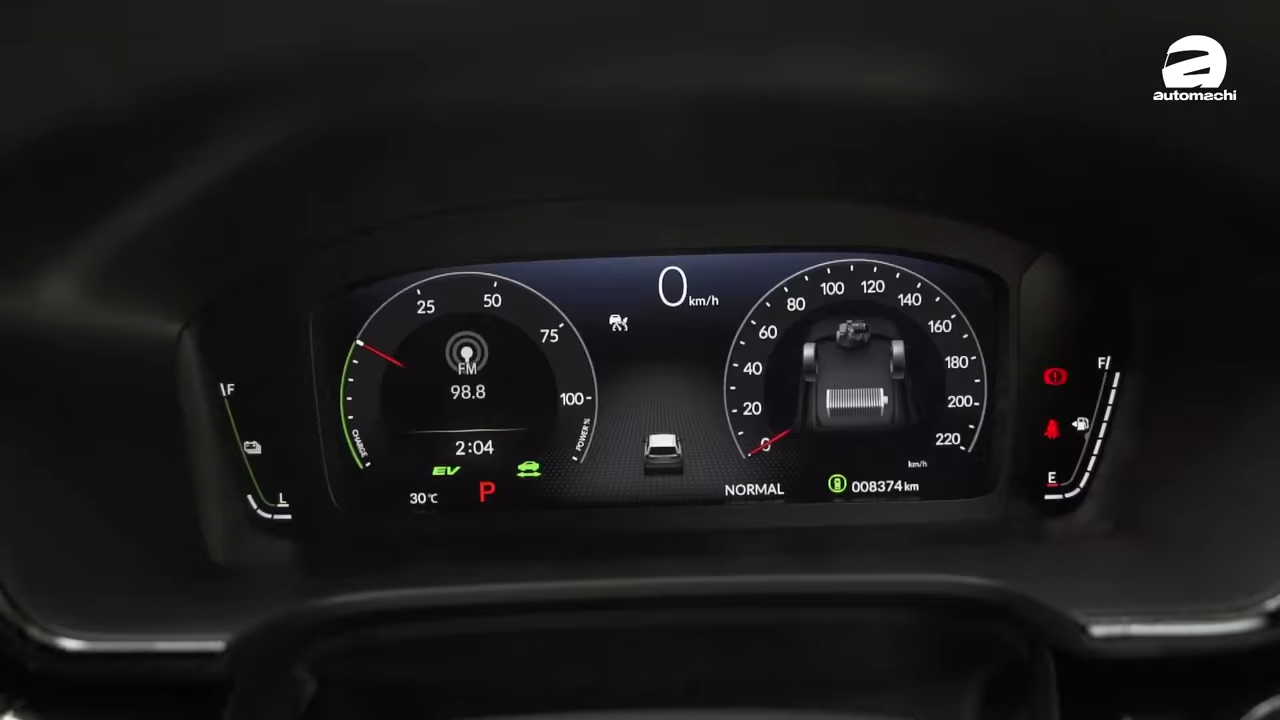 automachi
0 km/h
25
50
75
100
CHARGE
POWER %
FM
98.8
2:04
EV
30°C
P
0
20
40
60
80
100
120
140
160
180
200
220
km/h
NORMAL
008374 km
F
L
F
E